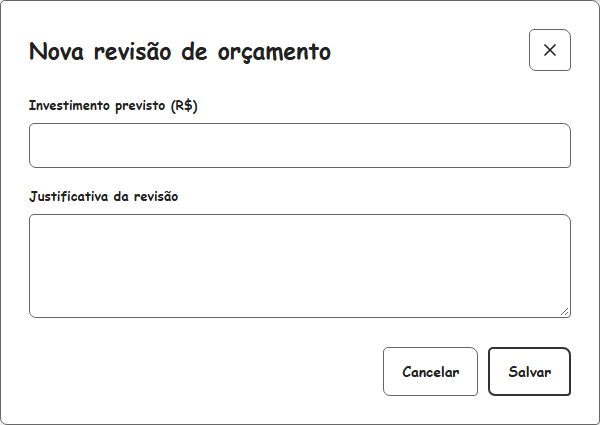 Nova revisão de orçamento
Investimento previsto (R$)
Justificativa da revisão
Cancelar
Salvar